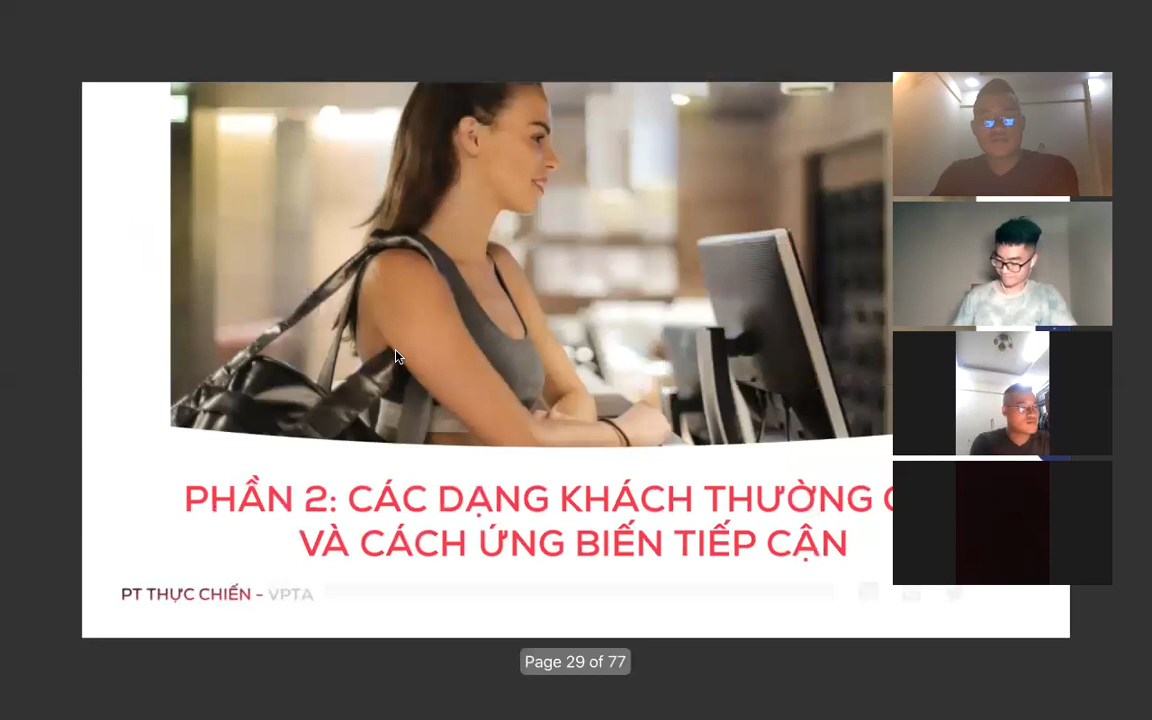 PHẦN 2: CÁC DẠNG KHÁCH THƯỜNG
VÀ CÁCH ỨNG BIẾN TIẾP CẬN
PT THỰC CHIẾN - VPTA
Page 29 of 77